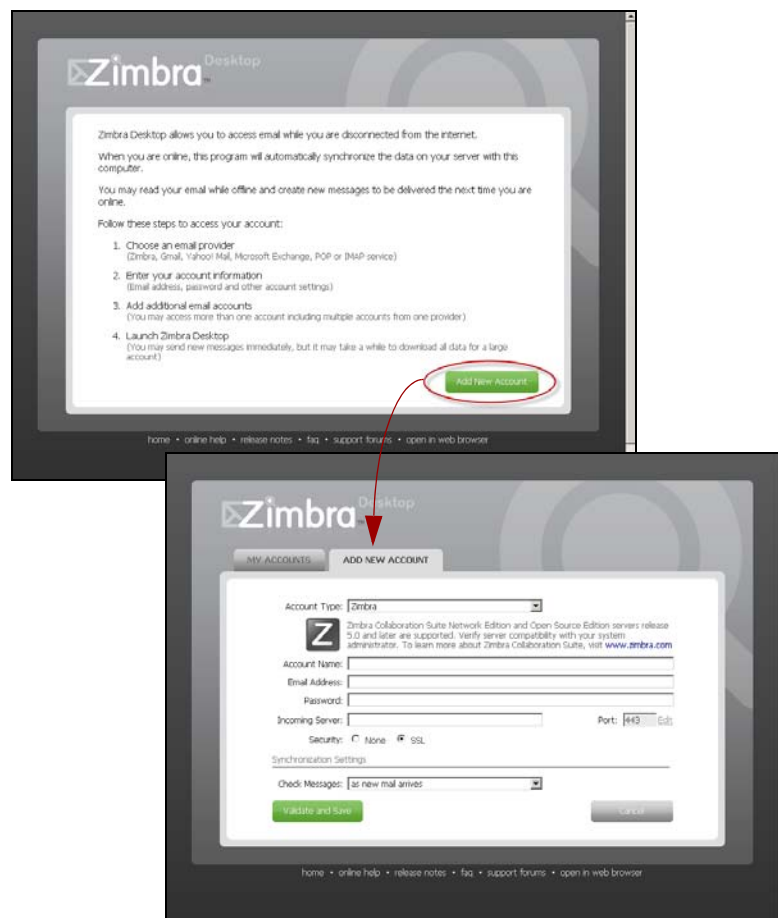 Zimbra Desktop
Zimbra Desktop allows you to access email while you are disconnected from the internet.
When you are online, this program will automatically synchronize the data on your server with this
computer.
You may read your email while offline and create new messages to be delivered the next time you are
online.
Follow these steps to access your account:
1. Choose an email provider
(Zimbra, Gmail, Yahoo! Mail, Microsoft Exchange, POP or IMAP service)
2. Enter your account information
(Email address, password and other account settings)
3. Add additional email accounts
(You may access more than one account including multiple accounts from one provider)
4. Launch Zimbra Desktop
(You may send new messages immediately, but it may take a while to download all data for a large
account)
Add New Account
home • online help • release notes • faq • support forums • open in web browser
Zimbra Desktop
MY ACCOUNTS ADD NEW ACCOUNT
Account Type: Zimbra
Z
Zimbra Collaboration Suite Network Edition and Open Source Edition servers release
5.0 and later are supported. Verify server compatibility with your system
administrator. To learn more about Zimbra Collaboration Suite, visit www.zimbra.com
Account Name:
Email Address:
Password:
Incoming Server: Port: 443 Edit
Security: None SSL
Synchronization Settings
Check Messages: as new mail arrives
Validate and Save Cancel
home • online help • release notes • faq • support forums • open in web browser